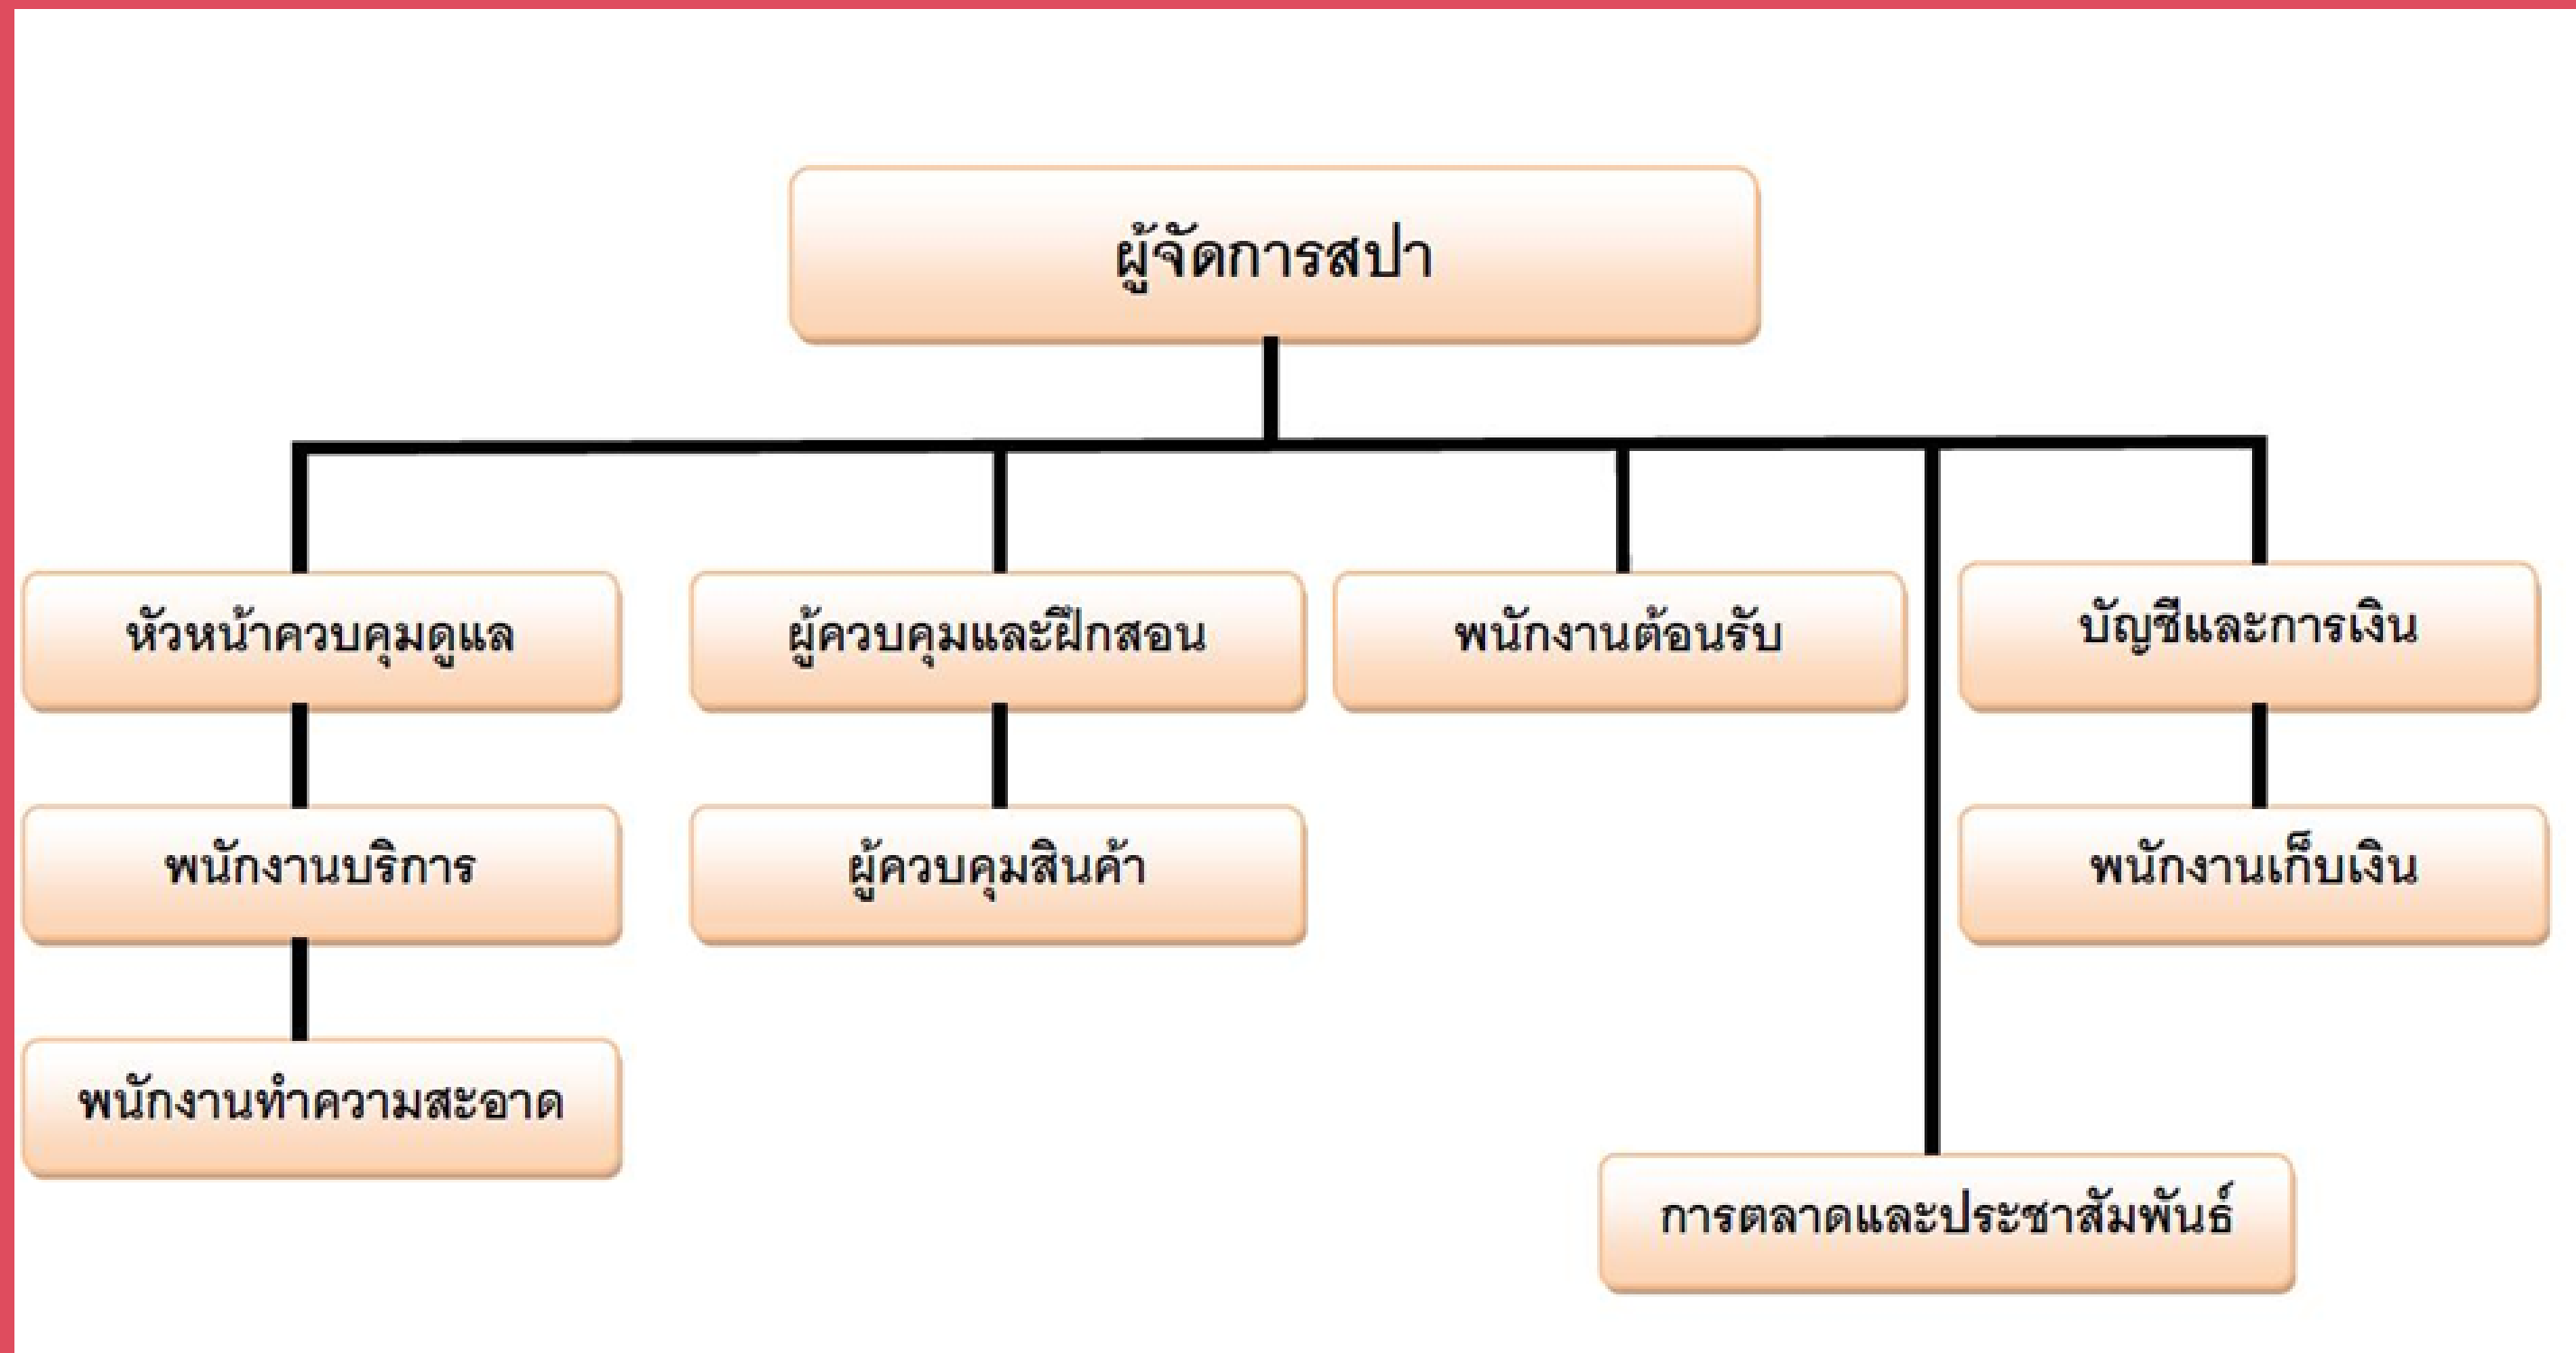 ผู้จัดการสปา
หัวหน้าควบคุมดูแล
ผู้ควบคุมและฝึกสอน
พนักงานต้อนรับ
บัญชีและการเงิน
พนักงานบริการ
ผู้ควบคุมสินค้า
พนักงานเก็บเงิน
พนักงานทำความสะอาด
การตลาดและประชาสัมพันธ์